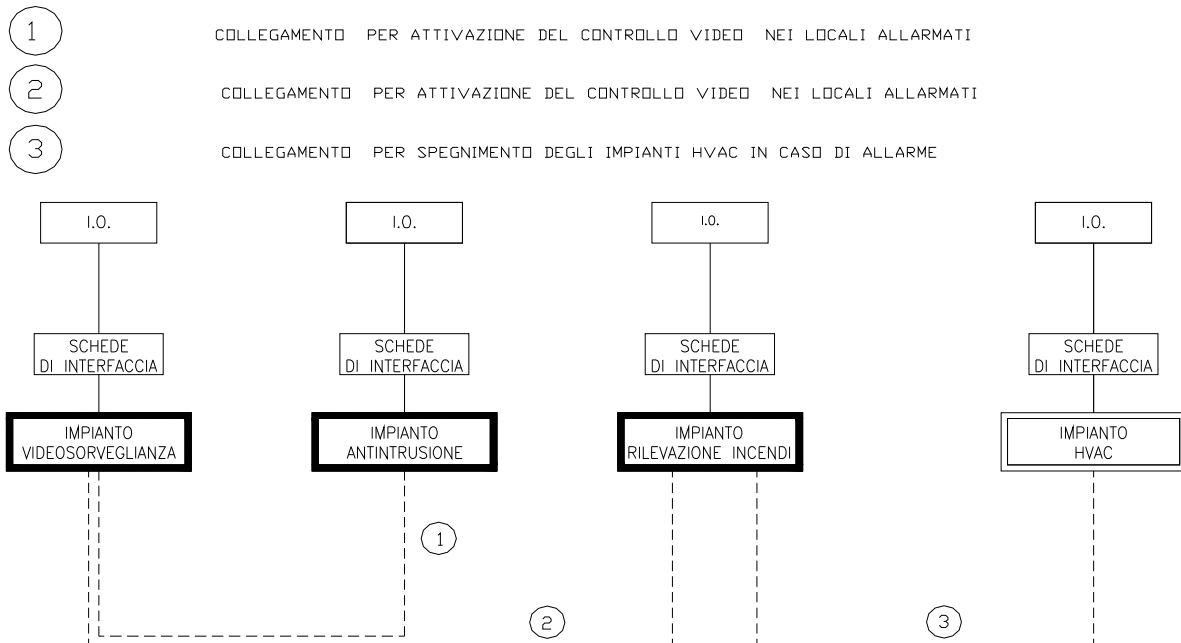 1 COLLEGAMENTO PER ATTIVAZIONE DEL CONTROLLO VIDEO NEI LOCALI ALLARMATI
2 COLLEGAMENTO PER ATTIVAZIONE DEL CONTROLLO VIDEO NEI LOCALI ALLARMATI
3 COLLEGAMENTO PER SPEGNIMENTO DEGLI IMPIANTI HVAC IN CASO DI ALLARME
I.O.
I.O.
I.O.
I.O.
SCHEDE
DI INTERFACCIA
SCHEDE
DI INTERFACCIA
SCHEDE
DI INTERFACCIA
SCHEDE
DI INTERFACCIA
IMPIANTO
VIDEOSORVEGLIANZA
IMPIANTO
ANTINTRUSIONE
IMPIANTO
RILEVAZIONE INCENDI
IMPIANTO
HVAC
1
2
3